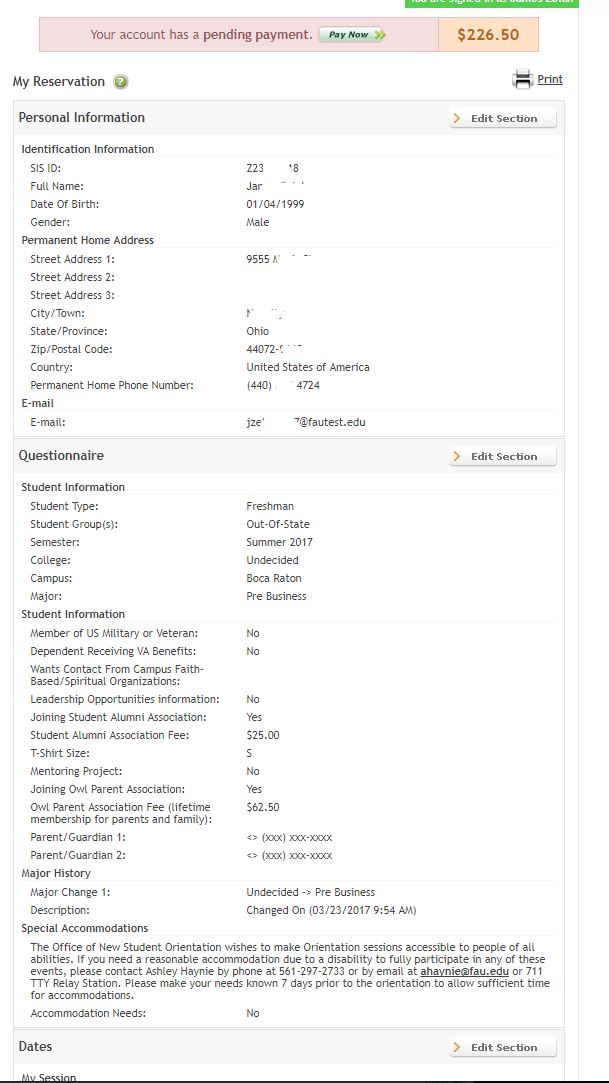 You are signed in as James
Your account has a pending payment. Pay Now $226.50
My Reservation ? Print
Personal Information Edit Section
Identification Information
SIS ID: Z23 8
Full Name:
Date Of Birth: 01/04/1999
Gender: Male
Permanent Home Address
Street Address 1: 9555
Street Address 2:
Street Address 3:
City/Town:
State/Province: Ohio
Zip/Postal Code: 44072-
Country: United States of America
Permanent Home Phone Number: (440) 4724
E-mail
E-mail: 7@fautest.edu
Questionnaire Edit Section
Student Information
Student Type: Freshman
Student Group(s): Out-Of-State
Semester: Summer 2017
College: Undecided
Campus: Boca Raton
Major: Pre Business
Student Information
Member of US Military or Veteran: No
Dependent Receiving VA Benefits: No
Wants Contact From Campus Faith-
Based/Spiritual Organizations:
Leadership Opportunities information: No
Joining Student Alumni Association: Yes
Student Alumni Association Fee: $25.00
T-Shirt Size: S
Mentoring Project: No
Joining Owl Parent Association: Yes
Owl Parent Association Fee (lifetime $62.50
membership for parents and family):
Parent/Guardian 1: <> (xxx) xxx-xxxx
Parent/Guardian 2: <> (xxx) xxx-xxxx
Major History
Major Change 1: Undecided -> Pre Business
Description: Changed On (03/23/2017 9:54 AM)
Special Accommodations
The Office of New Student Orientation wishes to make Orientation sessions accessible to people of all
abilities. If you need a reasonable accommodation due to a disability to fully participate in any of these
events, please contact Ashley Haynie by phone at 561-297-2733 or by email at ahaynie@fau.edu or 711
TTY Relay Station. Please make your needs known 7 days prior to the orientation to allow sufficient time
for accommodations.
Accommodation Needs: No
Dates Edit Section
My Session